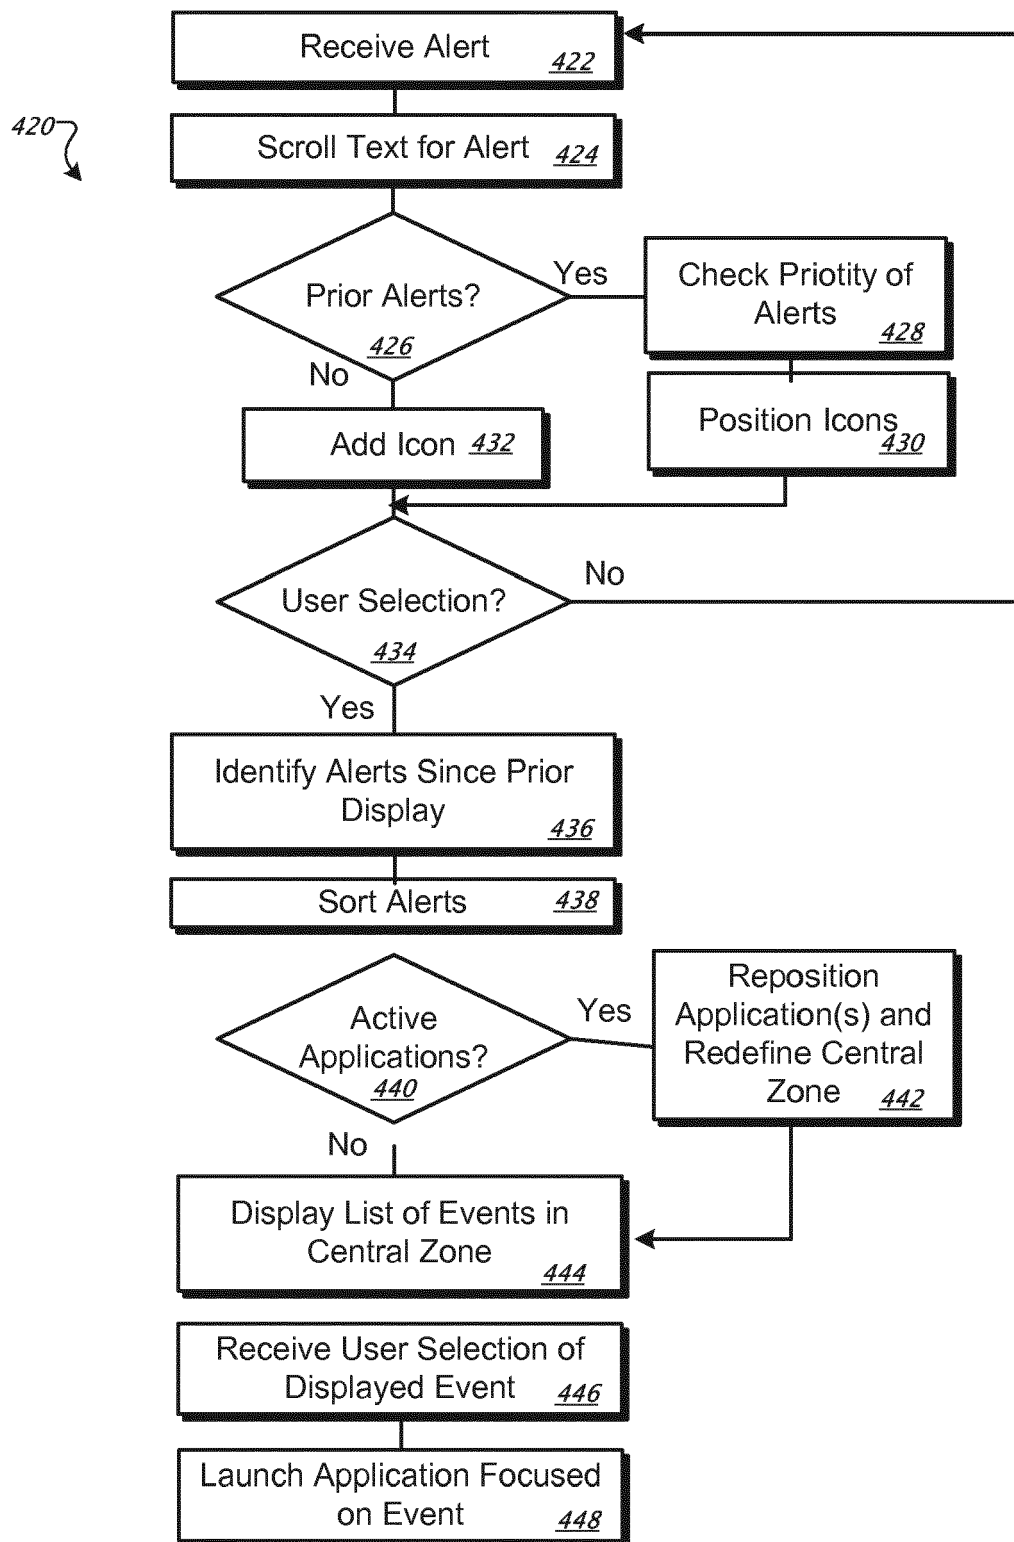 Receive Alert 422
420
Scroll Text for Alert 424
Prior Alerts?
426
Yes
Check Priotity of
Alerts
428
No
Add Icon 432
Position Icons
430
User Selection?
434
No
Yes
Identify Alerts Since Prior
Display
436
Sort Alerts 438
Active
Applications?
440
Yes
Reposition
Application(s) and
Redefine Central
Zone 442
No
Display List of Events in
Central Zone
444
Receive User Selection of
Displayed Event 446
Launch Application Focused
on Event 448